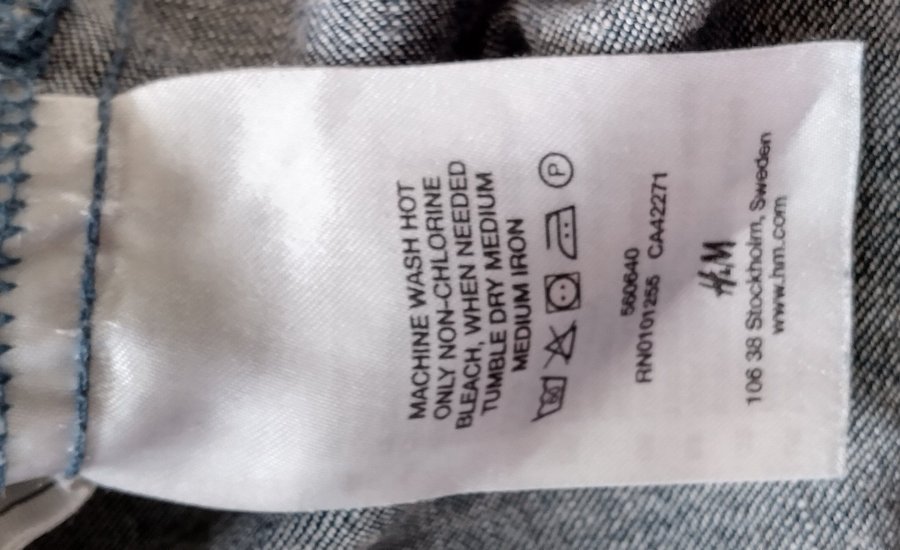 MACHINE WASH HOT
ONLY NON-CHLORINE
BLEACH, WHEN NEEDED
TUMBLE DRY MEDIUM
MEDIUM IRON
P
560640
RN0101255 CA42271
H&M
106 38 Stockholm, Sweden
www.hm.com